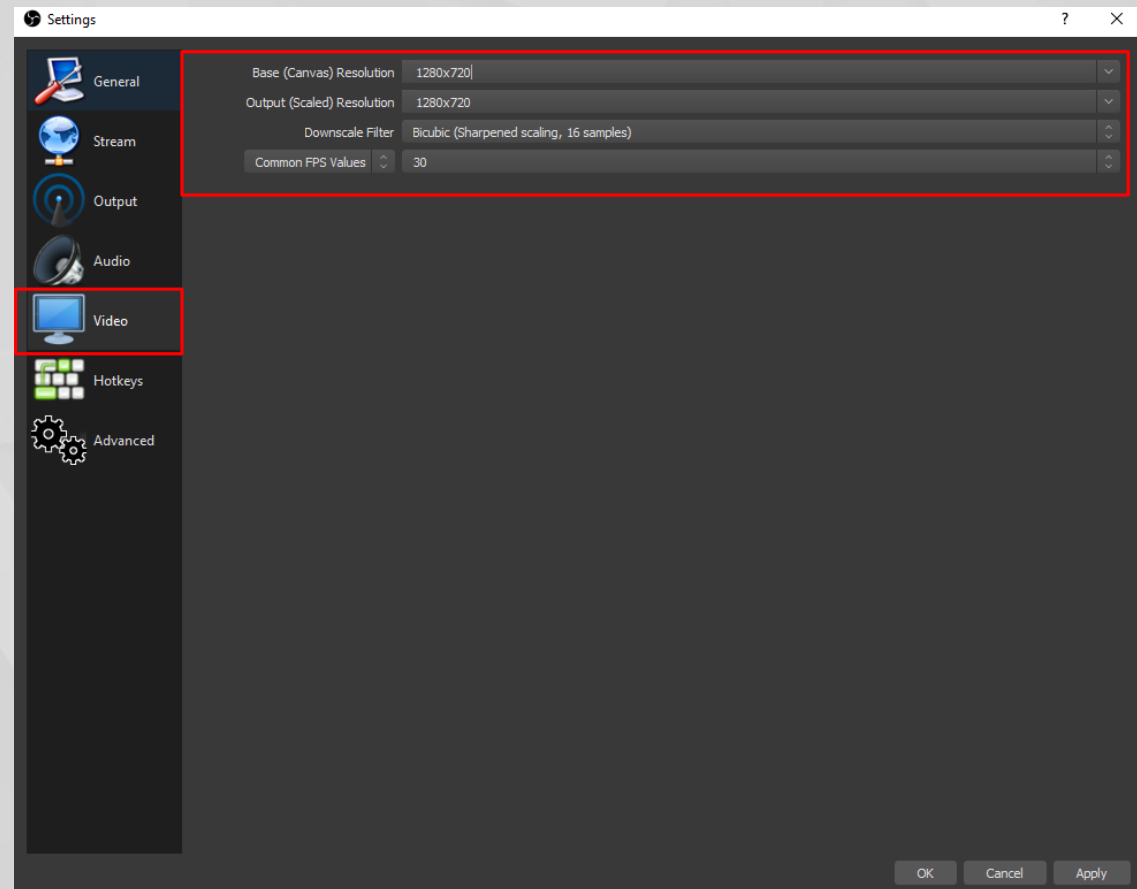 Settings
?
General
Stream
Output
Audio
Video
Hotkeys
Advanced
Base (Canvas) Resolution 1280x720
Output (Scaled) Resolution 1280x720
Downscale Filter Bicubic (Sharpened scaling, 16 samples)
Common FPS Values 30
OK Cancel Apply